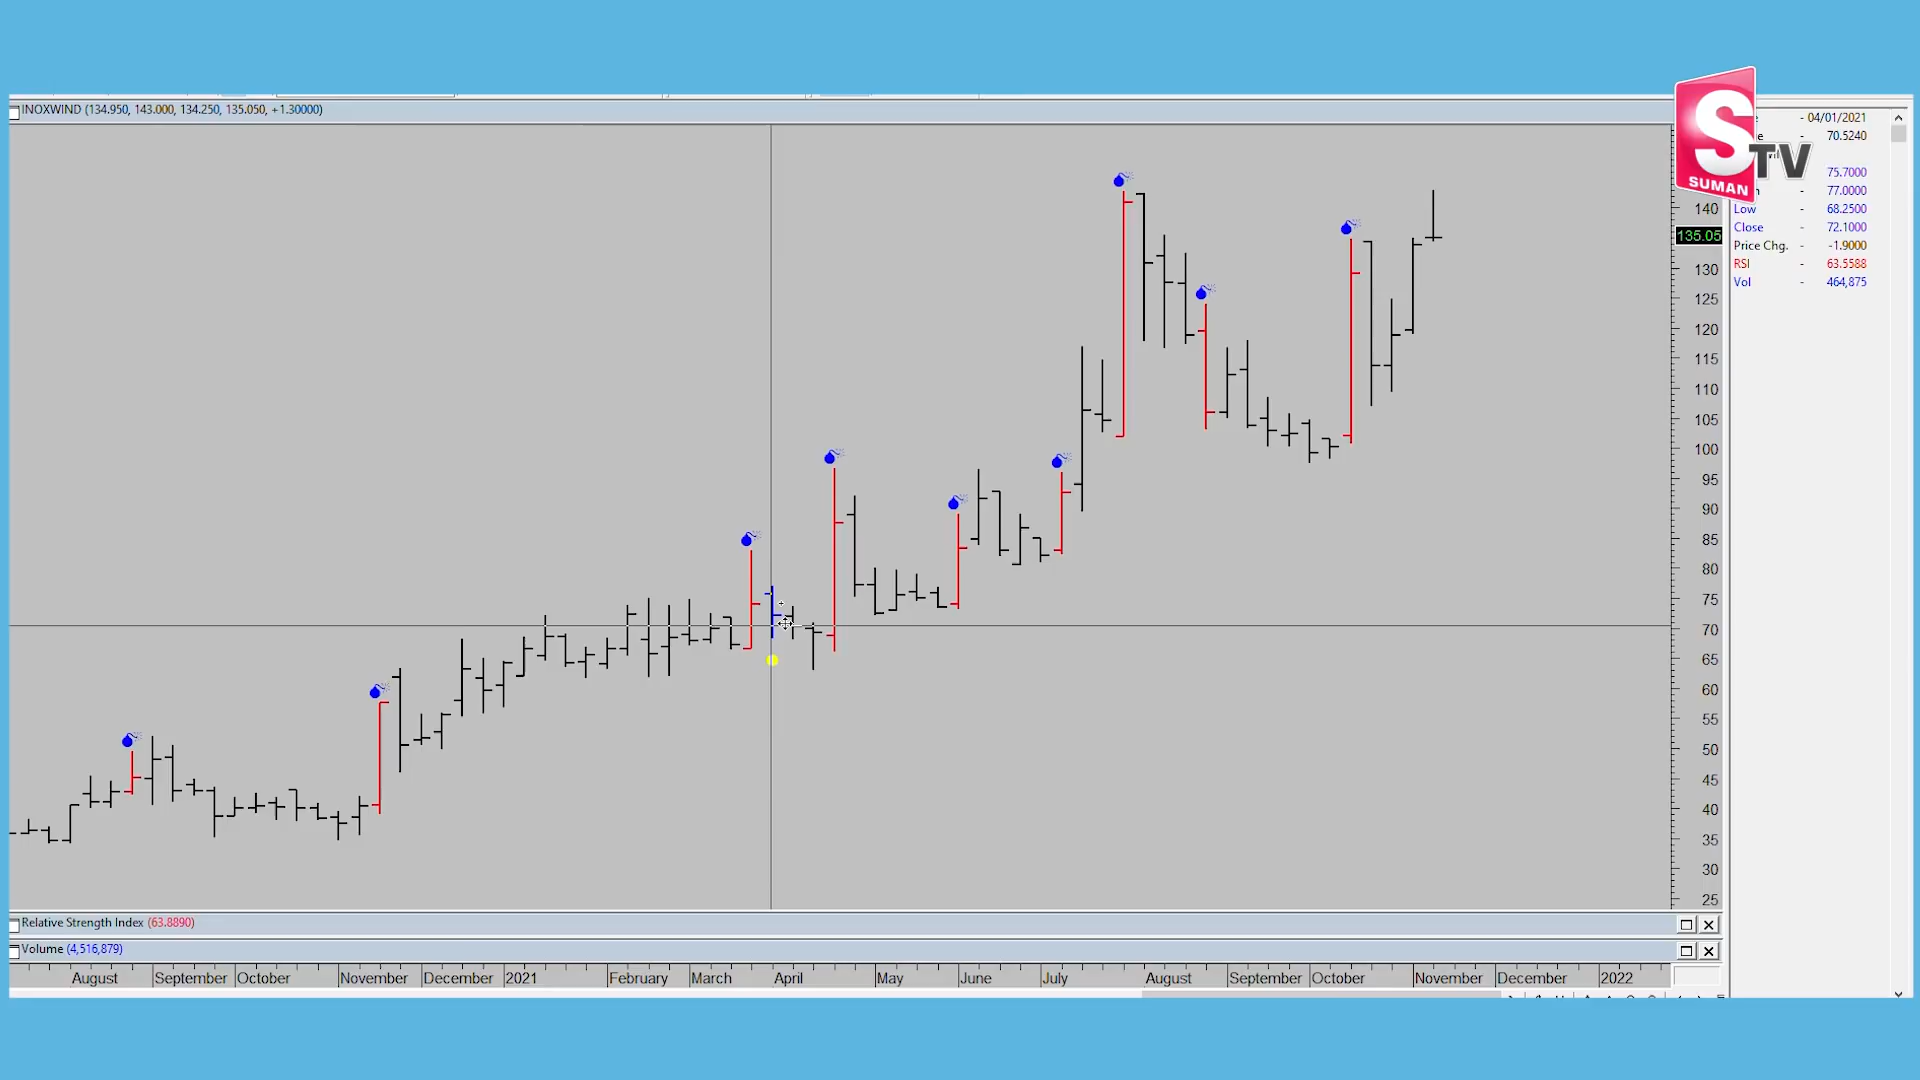 INOXWIND (134.950, 143.000, 134.250, 135.050, +1.30000)
S
TV
SUMAN
- 04/01/2021
- 70.5240
75.7000
77.0000
Low - 68.2500
Close - 72.1000
Price Chg. - -1.9000
RSI - 63.5588
Vol - 464,875
140
135.05
130
125
120
115
110
105
100
95
90
85
80
75
70
65
60
55
50
45
40
35
30
25
Relative Strength Index (63.8890)
Volume (4,516,879)
August September October November December 2021 February March April May June July August September October November December 2022